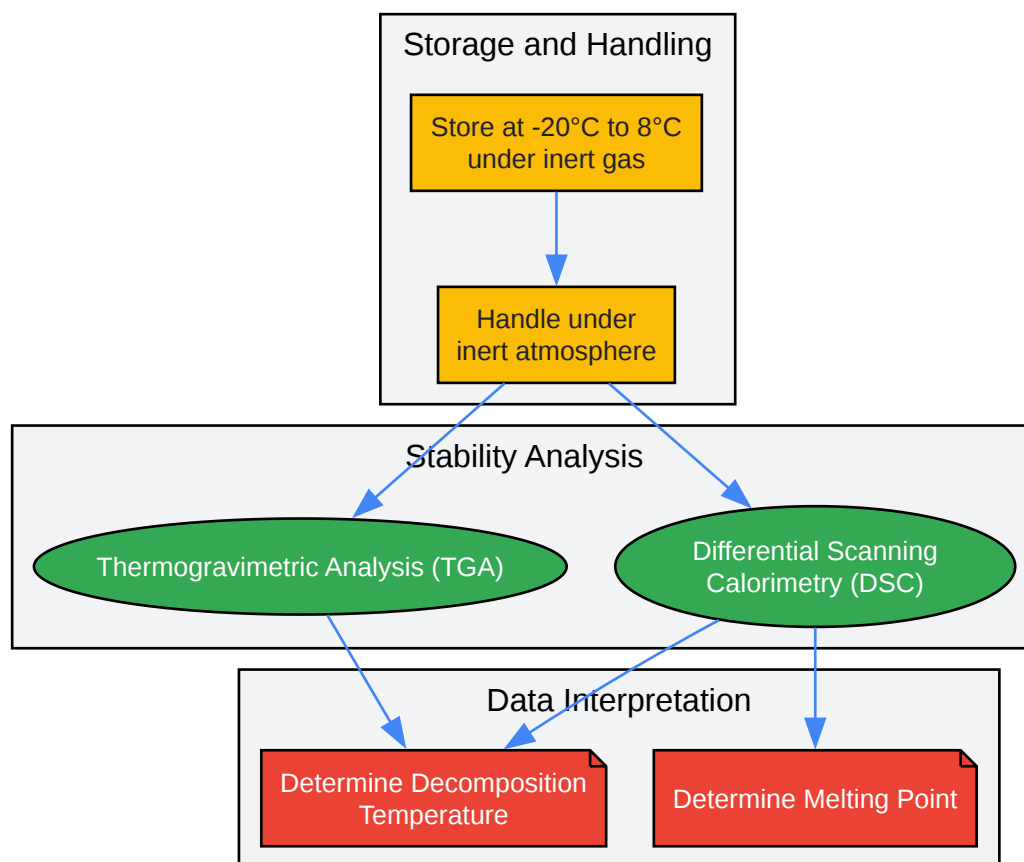 Storage and Handling
Store at -20°C to 8°C
under inert gas
Handle under
inert atmosphere
Stability Analysis
Thermogravimetric Analysis (TGA)
Differential Scanning
Calorimetry (DSC)
Data Interpretation
Determine Decomposition
Temperature
Determine Melting Point